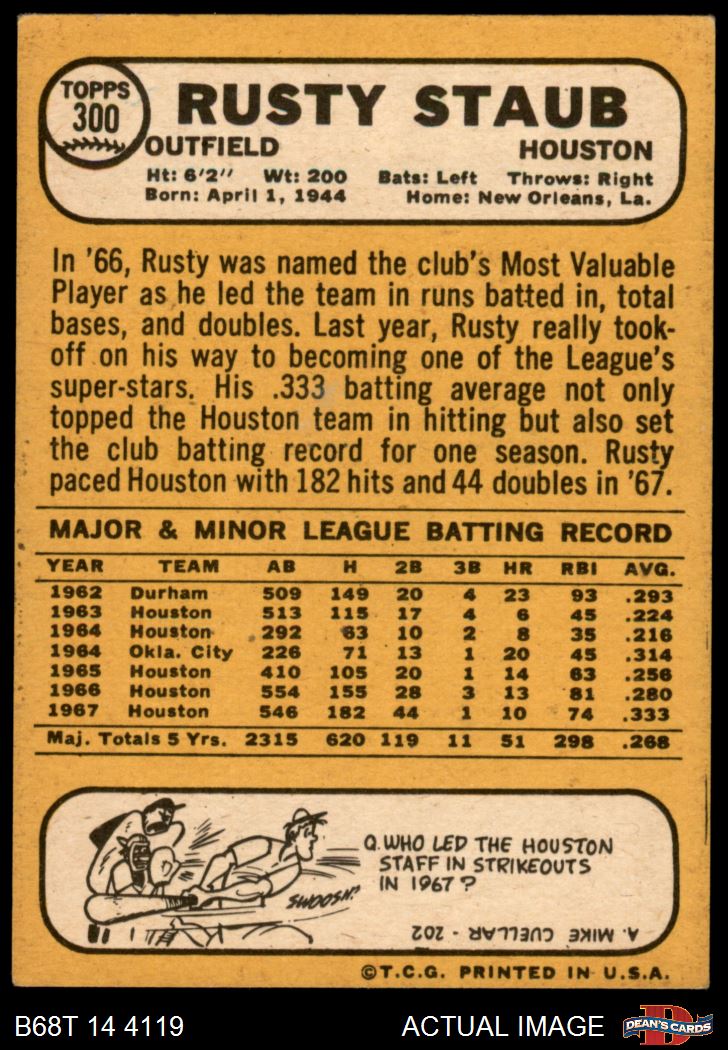 TOPPS
300
RUSTY STAUB
OUTFIELD HOUSTON
Ht: 6'2" Wt: 200 Bats: Left Throws: Right
Born: April 1, 1944 Home: New Orleans, La.
In '66, Rusty was named the club's Most Valuable
Player as he led the team in runs batted in, total
bases, and doubles. Last year, Rusty really took-
off on his way to becoming one of the League's
super-stars. His .333 batting average not only
topped the Houston team in hitting but also set
the club batting record for one season. Rusty
paced Houston with 182 hits and 44 doubles in '67.
MAJOR & MINOR LEAGUE BATTING RECORD
YEAR TEAM AB H 2B 3B HR RBI AVG.
1962 Durham 509 149 20 4 23 93 .293
1963 Houston 513 115 17 4 6 45 .224
1964 Houston 292 63 10 2 8 35 .216
1964 Okla. City 226 71 13 1 20 45 .314
1965 Houston 410 105 20 1 14 63 .256
1966 Houston 554 155 28 3 13 81 .280
1967 Houston 546 182 44 1 10 74 .333
Maj. Totals 5 Yrs. 2315 620 119 11 51 298 .268
Q. WHO LED THE HOUSTON
STAFF IN STRIKEOUTS
IN 1967?
SWOOSH!!
A. MIKE CUELLAR - 202
©T.C.G. PRINTED IN U.S.A.
B68T 14 4119 ACTUAL IMAGE
D
DEAN'S CARDS